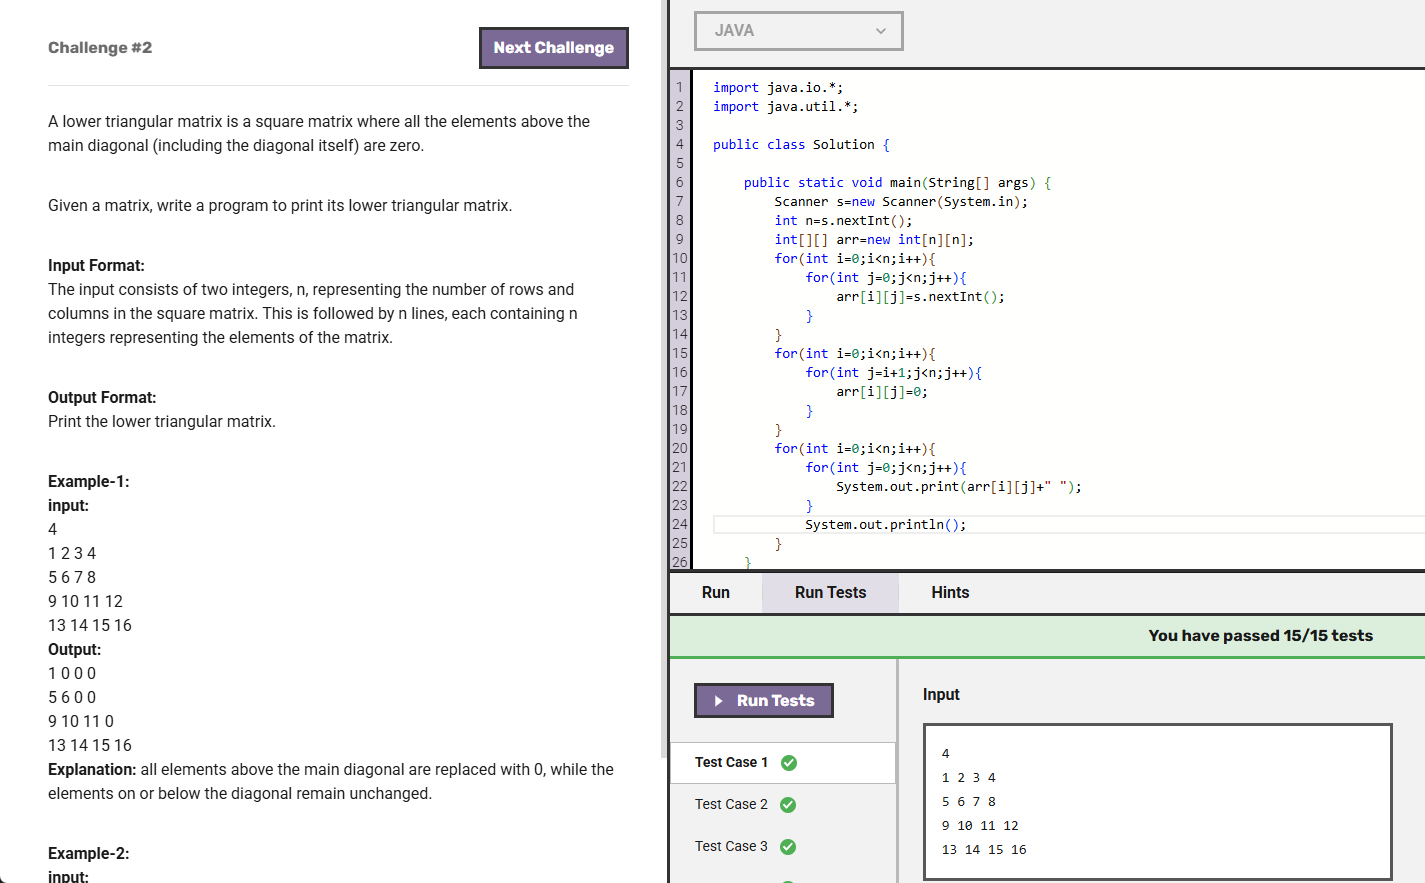 Challenge #2
Next Challenge
A lower triangular matrix is a square matrix where all the elements above the
main diagonal (including the diagonal itself) are zero.
Given a matrix, write a program to print its lower triangular matrix.
Input Format:
The input consists of two integers, n, representing the number of rows and
columns in the square matrix. This is followed by n lines, each containing n
integers representing the elements of the matrix.
Output Format:
Print the lower triangular matrix.
Example-1:
input:
4
1 2 3 4
5 6 7 8
9 10 11 12
13 14 15 16
Output:
1 0 0 0
5 6 0 0
9 10 11 0
13 14 15 16
Explanation: all elements above the main diagonal are replaced with 0, while the
elements on or below the diagonal remain unchanged.
Example-2:
input:
JAVA
1 import java.io.*;
2 import java.util.*;
3
4 public class Solution {
5
6     public static void main(String[] args) {
7         Scanner s=new Scanner(System.in);
8         int n=s.nextInt();
9         int[][] arr=new int[n][n];
10         for(int i=0;i<n;i++){
11             for(int j=0;j<n;j++){
12                 arr[i][j]=s.nextInt();
13             }
14         }
15         for(int i=0;i<n;i++){
16             for(int j=i+1;j<n;j++){
17                 arr[i][j]=0;
18             }
19         }
20         for(int i=0;i<n;i++){
21             for(int j=0;j<n;j++){
22                 System.out.print(arr[i][j]+" ");
23             }
24             System.out.println();
25         }
26     }
Run
Run Tests
Hints
You have passed 15/15 tests
Run Tests
Test Case 1
Test Case 2
Test Case 3
Input
4
1 2 3 4
5 6 7 8
9 10 11 12
13 14 15 16